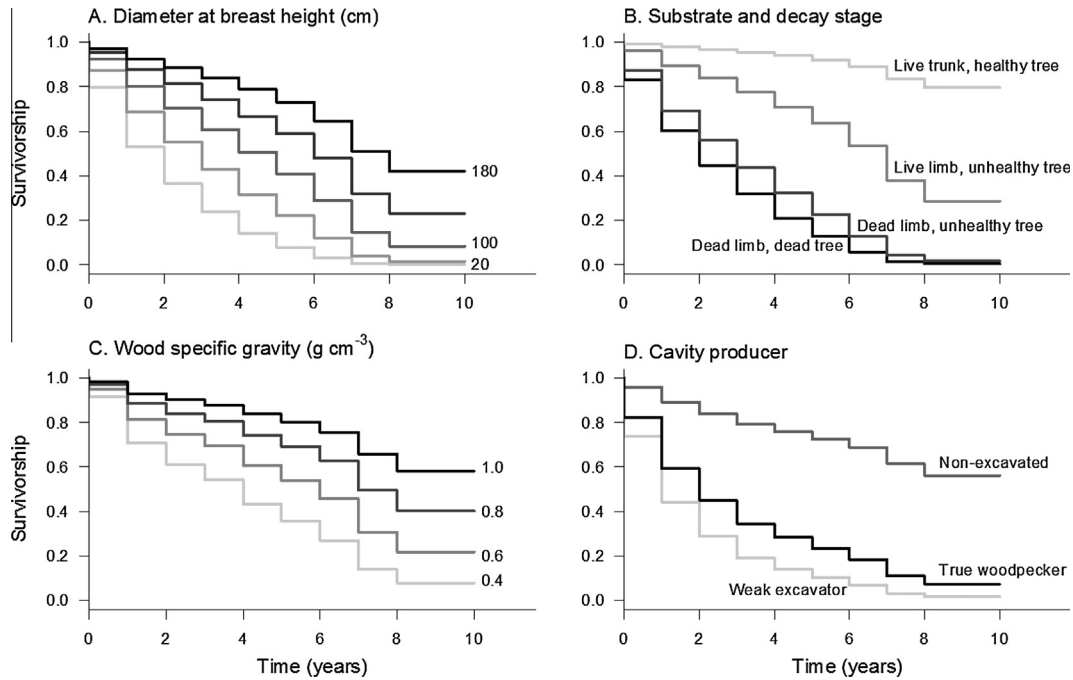 A. Diameter at breast height (cm)
Survivorship
1.0
0.8
0.6
0.4
0.2
0.0
180
100
20
0 2 4 6 8 10
B. Substrate and decay stage
1.0
0.8
0.6
0.4
0.2
0.0
Live trunk, healthy tree
Live limb, unhealthy tree
Dead limb, unhealthy tree
Dead limb, dead tree
0 2 4 6 8 10
C. Wood specific gravity (g cm⁻³)
Survivorship
1.0
0.8
0.6
0.4
0.2
0.0
1.0
0.8
0.6
0.4
0 2 4 6 8 10
Time (years)
D. Cavity producer
1.0
0.8
0.6
0.4
0.2
0.0
Non-excavated
True woodpecker
Weak excavator
0 2 4 6 8 10
Time (years)